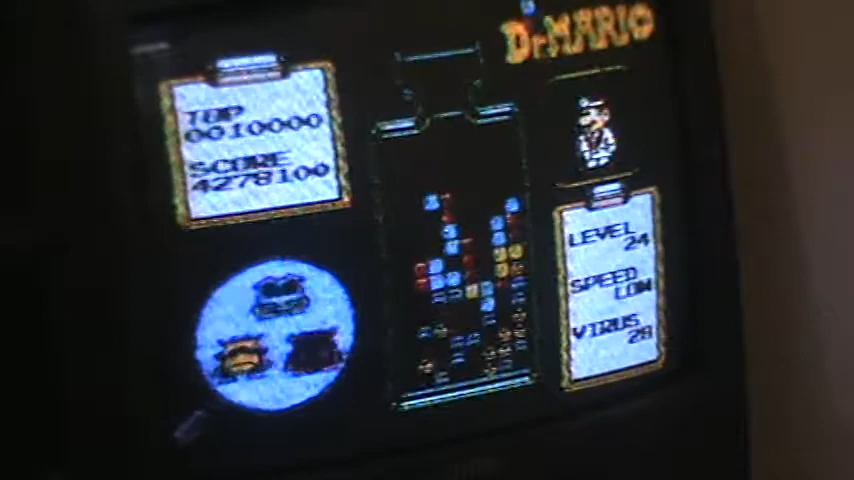 Dr. MARIO
TOP
0010000
SCORE
4278100
LEVEL
24
SPEED
LOW
VIRUS
28